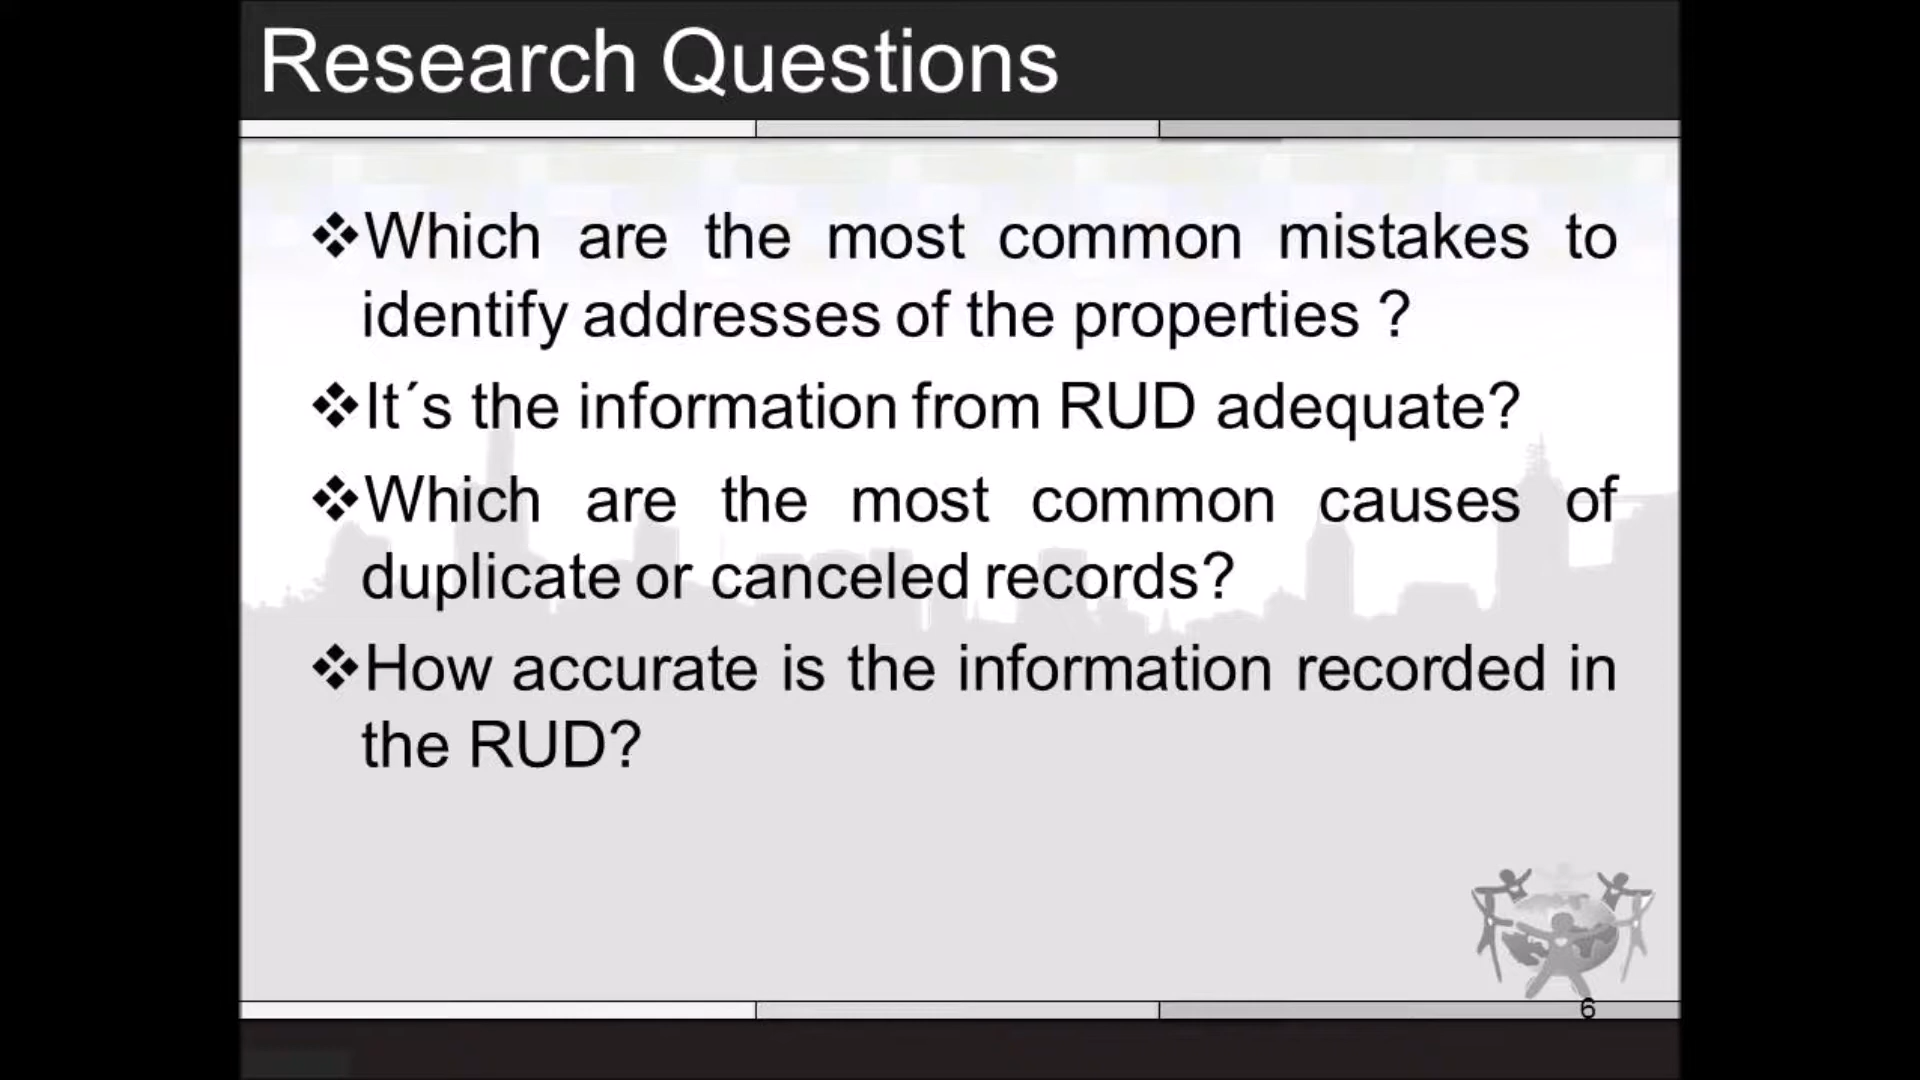 Research Questions
❖Which are the most common mistakes to
identify addresses of the properties ?
❖It´s the information from RUD adequate?
❖Which are the most common causes of
duplicate or canceled records?
❖How accurate is the information recorded in
the RUD?
6